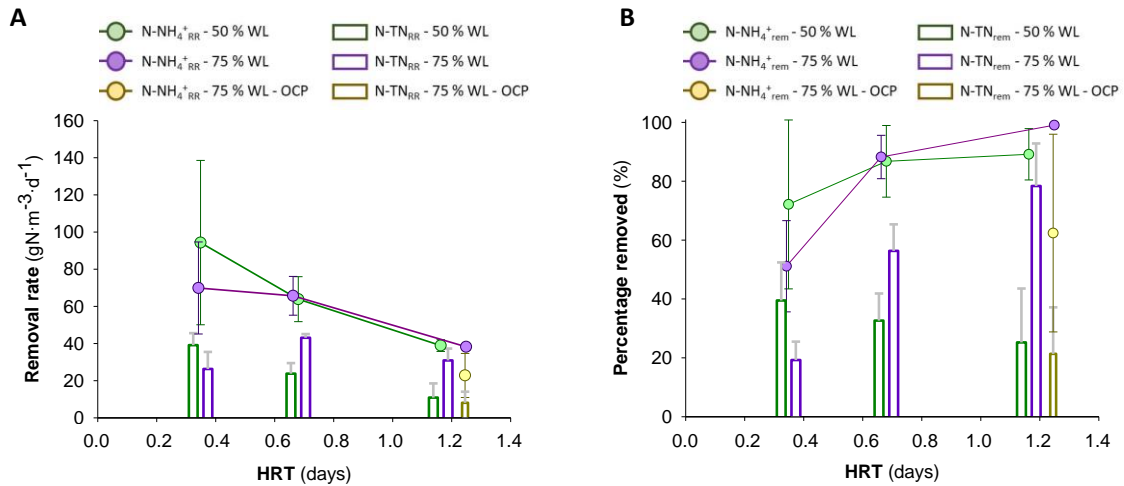 A
N-NH₄⁺RR - 50 % WL
N-TNRR - 50 % WL
N-NH₄⁺RR - 75 % WL
N-TNRR - 75 % WL
N-NH₄⁺RR - 75 % WL - OCP
N-TNRR - 75 % WL - OCP
Removal rate (gN·m⁻³·d⁻¹)
160
140
120
100
80
60
40
20
0
0.0 0.2 0.4 0.6 0.8 1.0 1.2 1.4
HRT (days)
B
N-NH₄⁺rem - 50 % WL
N-TNrem - 50 % WL
N-NH₄⁺rem - 75 % WL
N-TNrem - 75 % WL
N-NH₄⁺rem - 75 % WL - OCP
N-TNrem - 75 % WL - OCP
Percentage removed (%)
100
80
60
40
20
0
0.0 0.2 0.4 0.6 0.8 1.0 1.2 1.4
HRT (days)